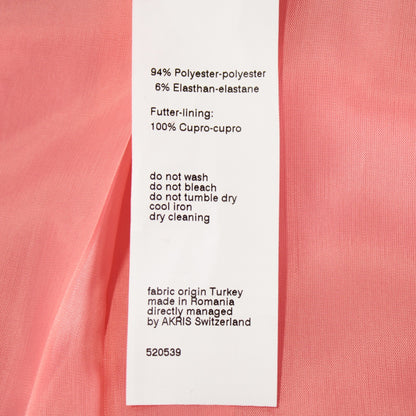 94% Polyester-polyester
6% Elasthan-elastane
Futter-lining:
100% Cupro-cupro
do not wash
do not bleach
do not tumble dry
cool iron
dry cleaning
fabric origin Turkey
made in Romania
directly managed
by AKRIS Switzerland
520539